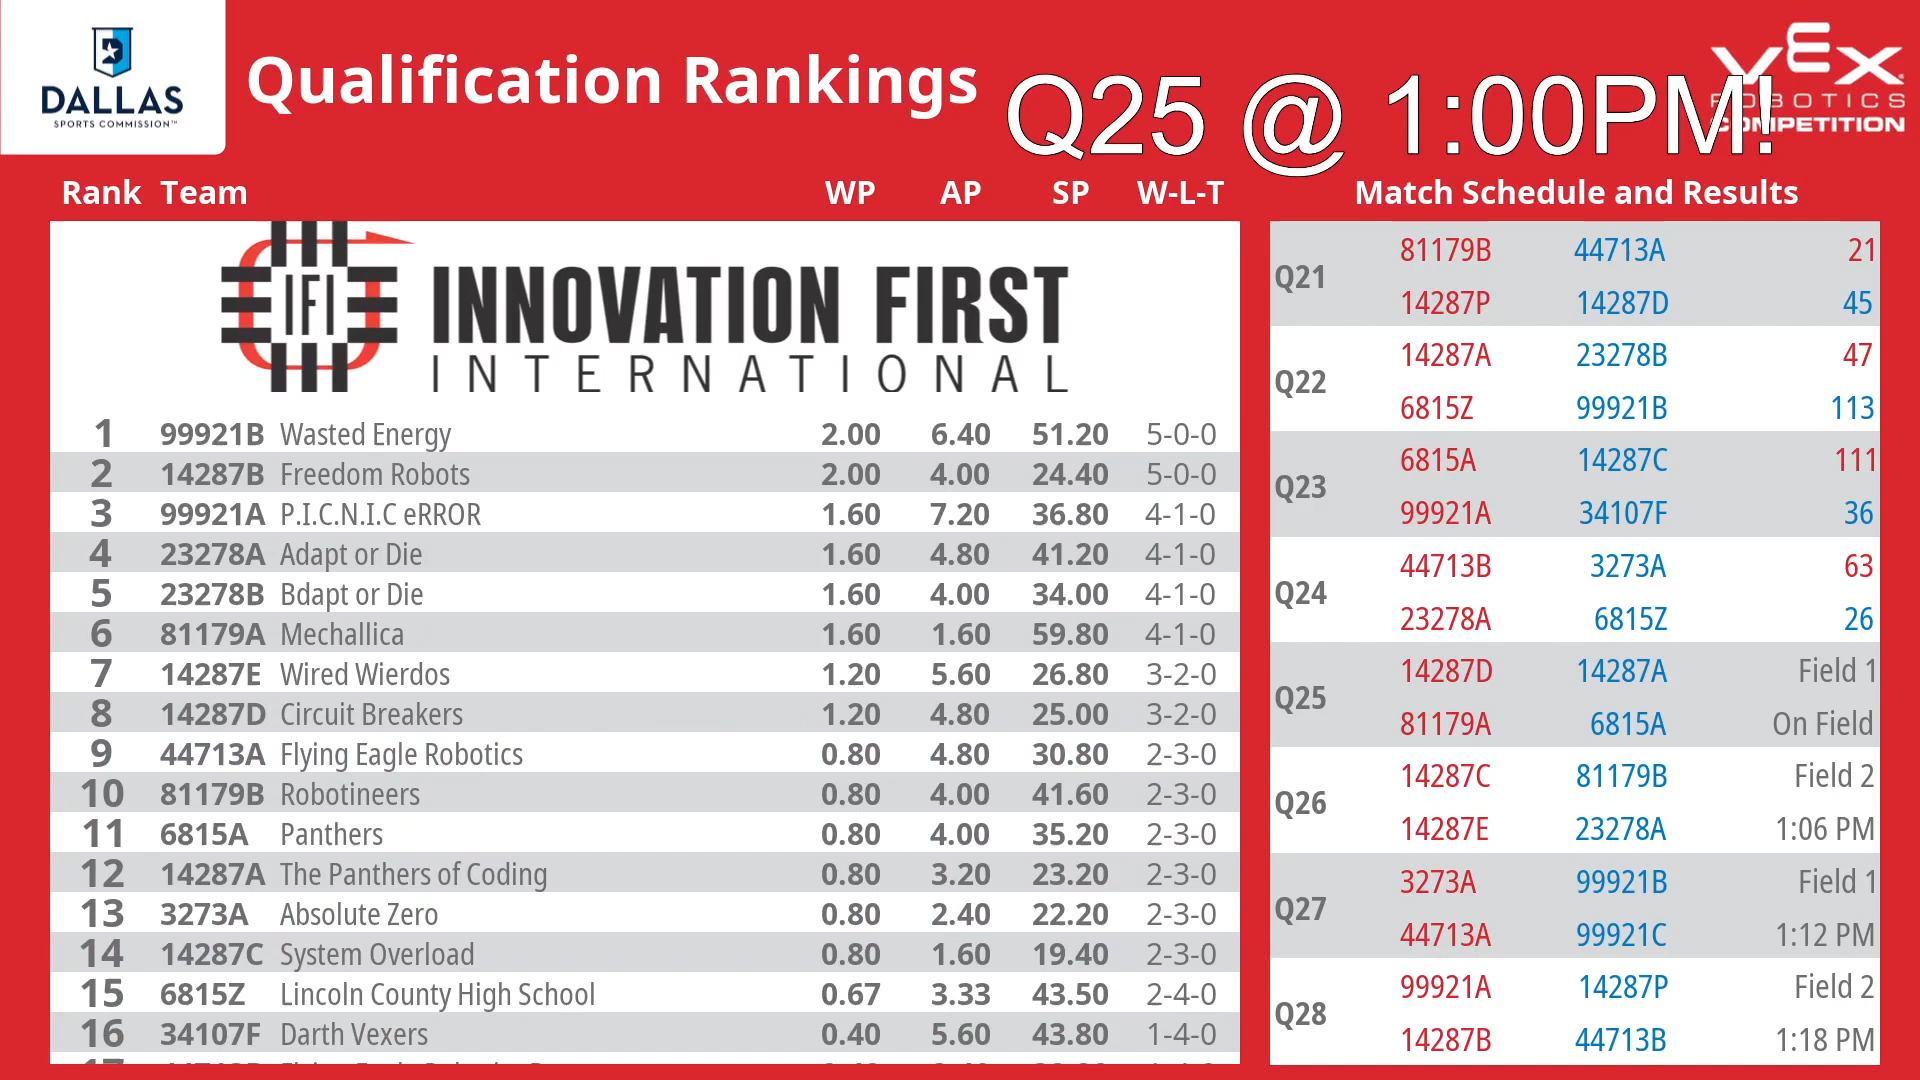 DALLAS
SPORTS COMMISSION™
Qualification Rankings
Q25 @ 1:00PM!
VEX
ROBOTICS
COMPETITION
Rank Team WP AP SP W-L-T
IFI INNOVATION FIRST
INTERNATIONAL
1 99921B Wasted Energy 2.00 6.40 51.20 5-0-0
2 14287B Freedom Robots 2.00 4.00 24.40 5-0-0
3 99921A P.I.C.N.I.C eRROR 1.60 7.20 36.80 4-1-0
4 23278A Adapt or Die 1.60 4.80 41.20 4-1-0
5 23278B Bdapt or Die 1.60 4.00 34.00 4-1-0
6 81179A Mechallica 1.60 1.60 59.80 4-1-0
7 14287E Wired Wierdos 1.20 5.60 26.80 3-2-0
8 14287D Circuit Breakers 1.20 4.80 25.00 3-2-0
9 44713A Flying Eagle Robotics 0.80 4.80 30.80 2-3-0
10 81179B Robotineers 0.80 4.00 41.60 2-3-0
11 6815A Panthers 0.80 4.00 35.20 2-3-0
12 14287A The Panthers of Coding 0.80 3.20 23.20 2-3-0
13 3273A Absolute Zero 0.80 2.40 22.20 2-3-0
14 14287C System Overload 0.80 1.60 19.40 2-3-0
15 6815Z Lincoln County High School 0.67 3.33 43.50 2-4-0
16 34107F Darth Vexers 0.40 5.60 43.80 1-4-0
Match Schedule and Results
81179B 44713A 21
Q21
14287P 14287D 45
14287A 23278B 47
Q22
6815Z 99921B 113
6815A 14287C 111
Q23
99921A 34107F 36
44713B 3273A 63
Q24
23278A 6815Z 26
14287D 14287A Field 1
Q25
81179A 6815A On Field
14287C 81179B Field 2
Q26
14287E 23278A 1:06 PM
3273A 99921B Field 1
Q27
44713A 99921C 1:12 PM
99921A 14287P Field 2
Q28
14287B 44713B 1:18 PM